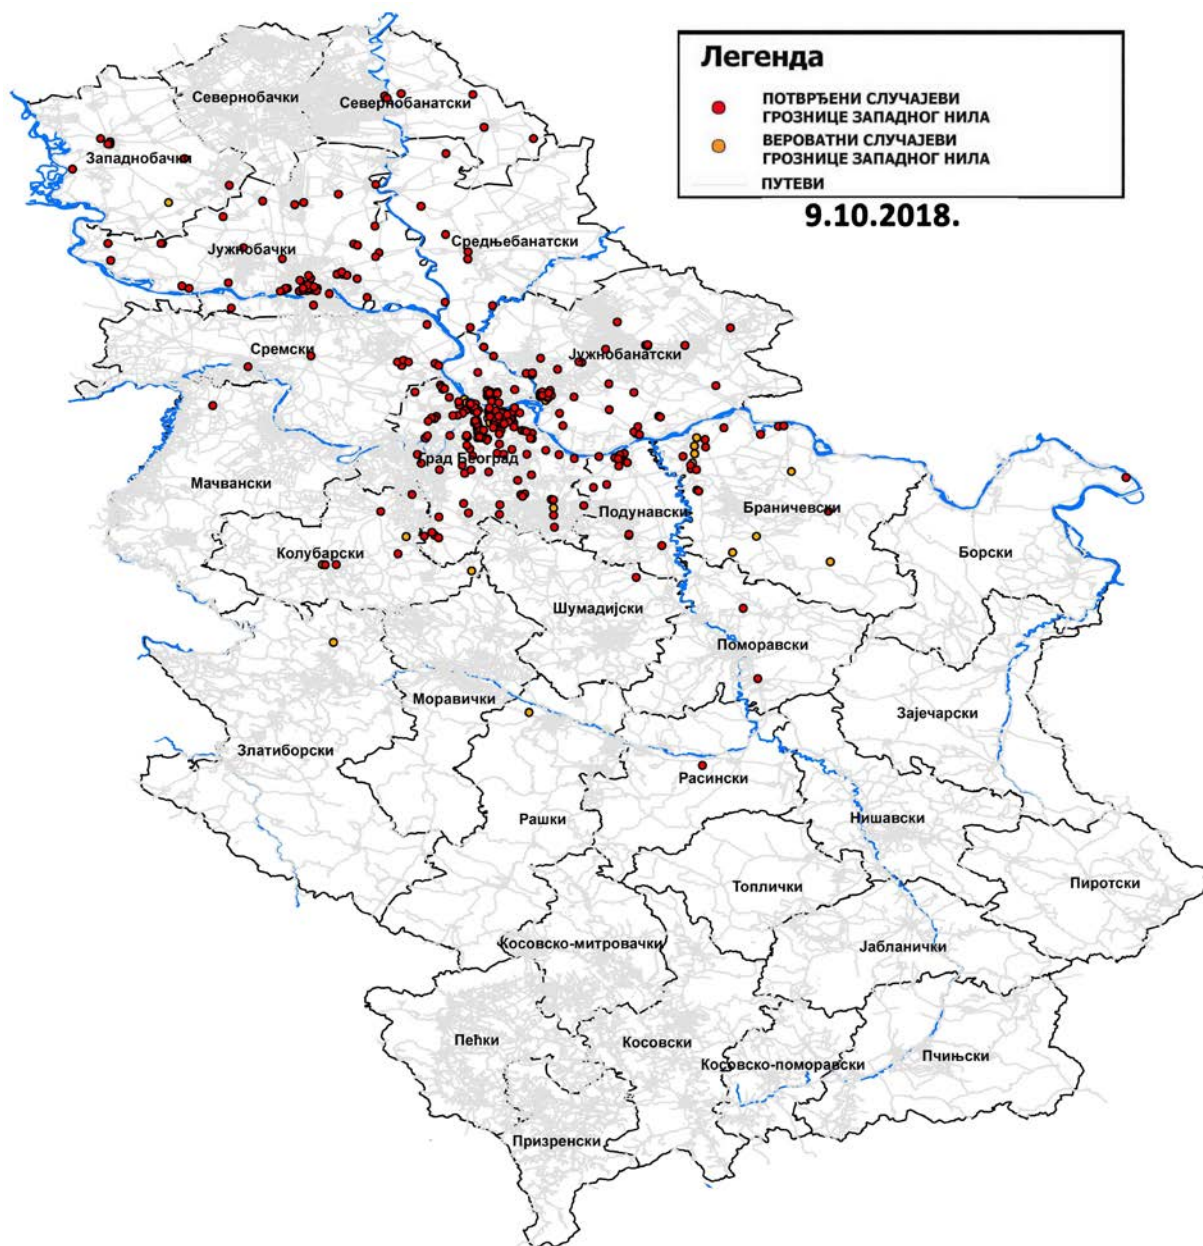 Легенда
ПОТВРЂЕНИ СЛУЧАЈЕВИ
ГРОЗНИЦЕ ЗАПАДНОГ НИЛА
ВЕРОВАТНИ СЛУЧАЈЕВИ
ГРОЗНИЦЕ ЗАПАДНОГ НИЛА
ПУТЕВИ
9.10.2018.
Севернобачки
Севернобанатски
Западнобачки
Јужнобачки
Средњебанатски
Сремски
Јужнобанатски
Град Београд
Мачвански
Подунавски
Браничевски
Колубарски
Борски
Шумадијски
Поморавски
Моравички
Зајечарски
Златиборски
Расински
Рашки
Нишавски
Топлички
Пиротски
Косовско-митровачки
Јабланички
Пећки
Косовски
Косовско-поморавски
Пчињски
Призренски